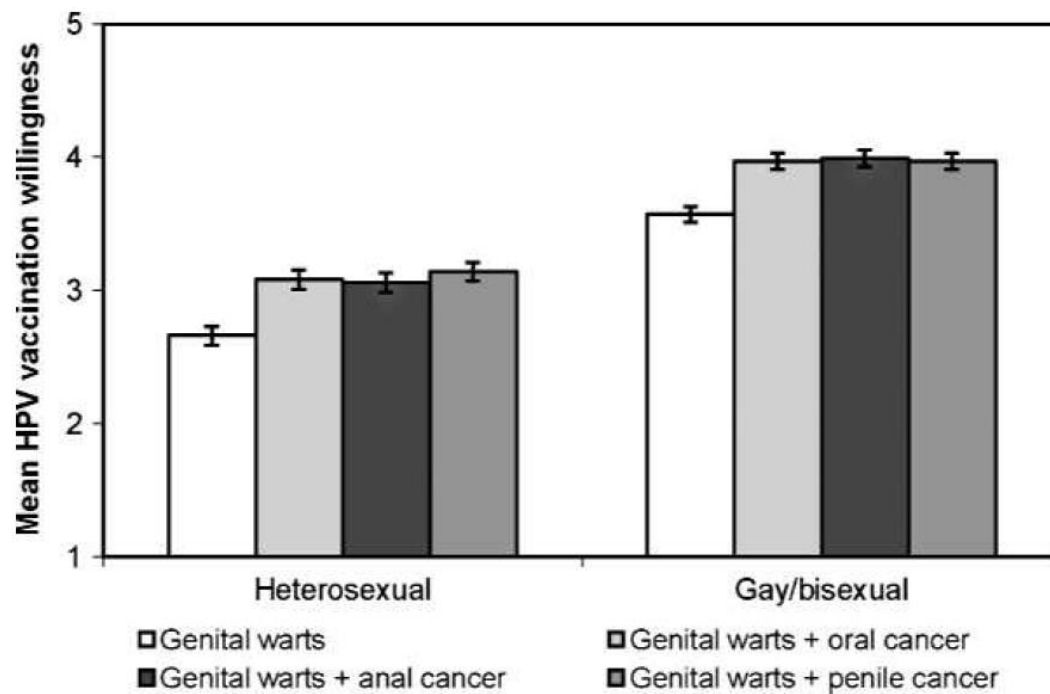 Mean HPV vaccination willingness
5
4
3
2
1
Heterosexual Gay/bisexual
Genital warts Genital warts + oral cancer
Genital warts + anal cancer Genital warts + penile cancer